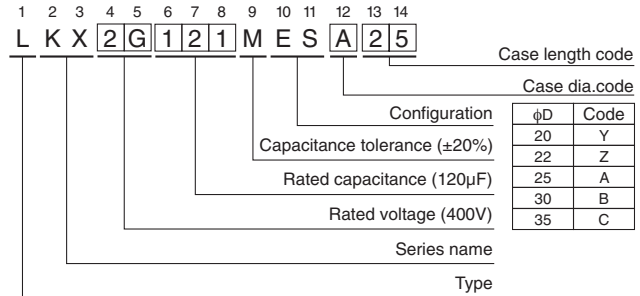 1 2 3 4 5 6 7 8 9 10 11 12 13 14
L K X 2 G 1 2 1 M E S A 2 5
Case length code
Case dia.code
Configuration
Capacitance tolerance (±20%)
Rated capacitance (120µF)
Rated voltage (400V)
Series name
Type
ϕD Code
20 Y
22 Z
25 A
30 B
35 C